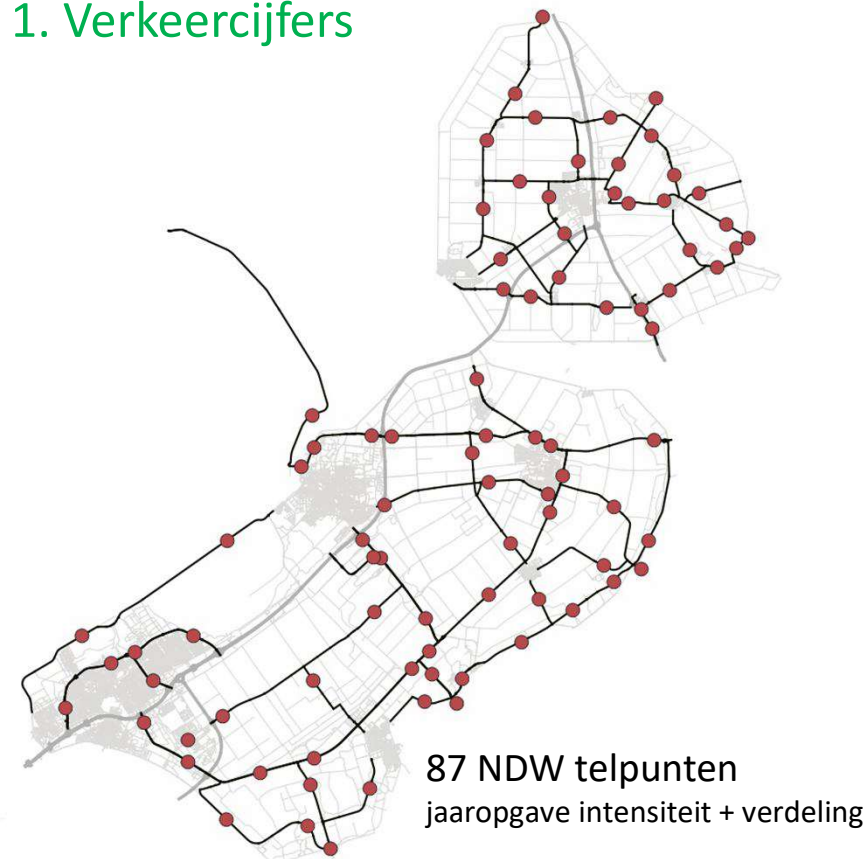 1. Verkeercijfers
87 NDW telpunten
jaaropgave intensiteit + verdeling